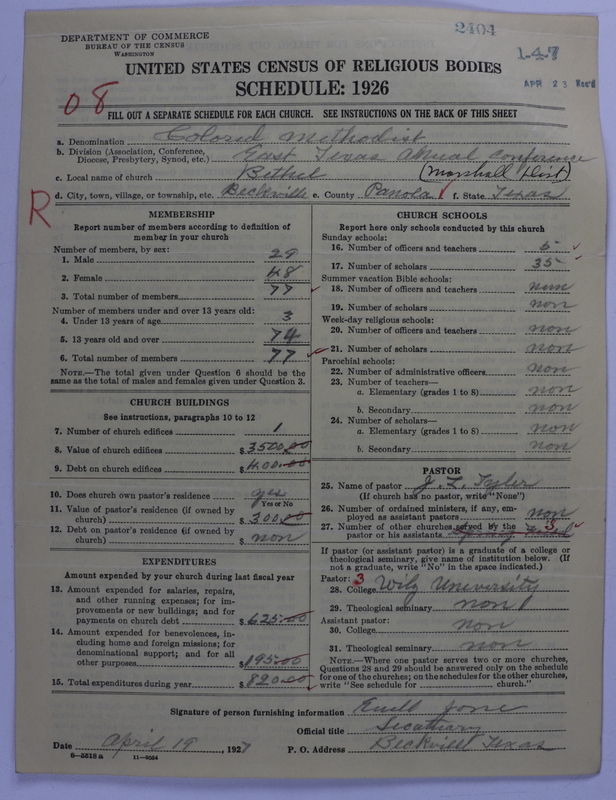 2404
DEPARTMENT OF COMMERCE
BUREAU OF THE CENSUS
WASHINGTON
1-47
APR 23 Rec'd
UNITED STATES CENSUS OF RELIGIOUS BODIES
SCHEDULE: 1926
08
FILL OUT A SEPARATE SCHEDULE FOR EACH CHURCH. SEE INSTRUCTIONS ON THE BACK OF THIS SHEET
a. Denomination Colored Methodist
b. Division (Association, Conference, Diocese, Presbytery, Synod, etc.) East Texas Anual Conference
c. Local name of church Bethel (Marshall Dist)
d. City, town, village, or township, etc. Beckville e. County Panola f. State Texas
R
MEMBERSHIP
Report number of members according to definition of
member in your church
Number of members, by sex:
1. Male 29
2. Female 48
3. Total number of members 77
Number of members under and over 13 years old:
4. Under 13 years of age 3
5. 13 years old and over 74
6. Total number of members 77
NOTE.—The total given under Question 6 should be
same as the total of males and females given under Question 3.
CHURCH BUILDINGS
See instructions, paragraphs 10 to 12
7. Number of church edifices 1
8. Value of church edifices $ 3500.00
9. Debt on church edifices $ 400.00
10. Does church own pastor's residence yes
Yes or No
11. Value of pastor's residence (if owned by
church) $ 300.00
12. Debt on pastor's residence (if owned by
church) $ non
EXPENDITURES
Amount expended by your church during last fiscal year
13. Amount expended for salaries, repairs,
and other running expenses; for im-
provements or new buildings; and for
payments on church debt $ 625.00
14. Amount expended for benevolences, in-
cluding home and foreign missions; for
denominational support; and for all
other purposes $ 195.00
15. Total expenditures during year $ 820.00
CHURCH SCHOOLS
Report here only schools conducted by this church
Sunday schools:
16. Number of officers and teachers 5
17. Number of scholars 35
Summer vacation Bible schools:
18. Number of officers and teachers non
19. Number of scholars non
Week-day religious schools:
20. Number of officers and teachers non
21. Number of scholars non
Parochial schools:
22. Number of administrative officers non
23. Number of teachers—
a. Elementary (grades 1 to 8) non
b. Secondary non
24. Number of scholars—
a. Elementary (grades 1 to 8) non
b. Secondary non
PASTOR
25. Name of pastor J. L. Tyler
(If church has no pastor, write "None")
26. Number of ordained ministers, if any, em-
ployed as assistant pastors non
27. Number of other churches served by the
pastor or his assistants 3
If pastor (or assistant pastor) is a graduate of a college or
theological seminary, give name of institution below. (If
not a graduate, write "No" in the space indicated.)
Pastor: 3
28. College Wily University
29. Theological seminary non
Assistant pastor:
30. College non
31. Theological seminary non
NOTE.—Where one pastor serves two or more churches,
Questions 28 and 29 should be answered only on the schedule
for one of the churches; on the schedules for the other churches,
write "See schedule for church."
Signature of person furnishing information Euell Jone
Official title Secatiary
Date April 19, 1927 P. O. Address Beckville Texas
8—5518a 11—9234